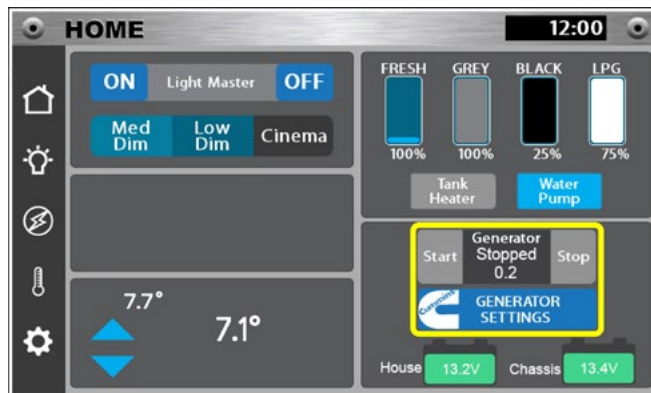 HOME
12:00
ON Light Master OFF
Med Dim
Low Dim
Cinema
7.7°
7.1°
FRESH GREY BLACK LPG
100% 100% 25% 75%
Tank Heater
Water Pump
Start
Generator
Stopped
0.2
Stop
Cummins
GENERATOR
SETTINGS
House 13.2V Chassis 13.4V